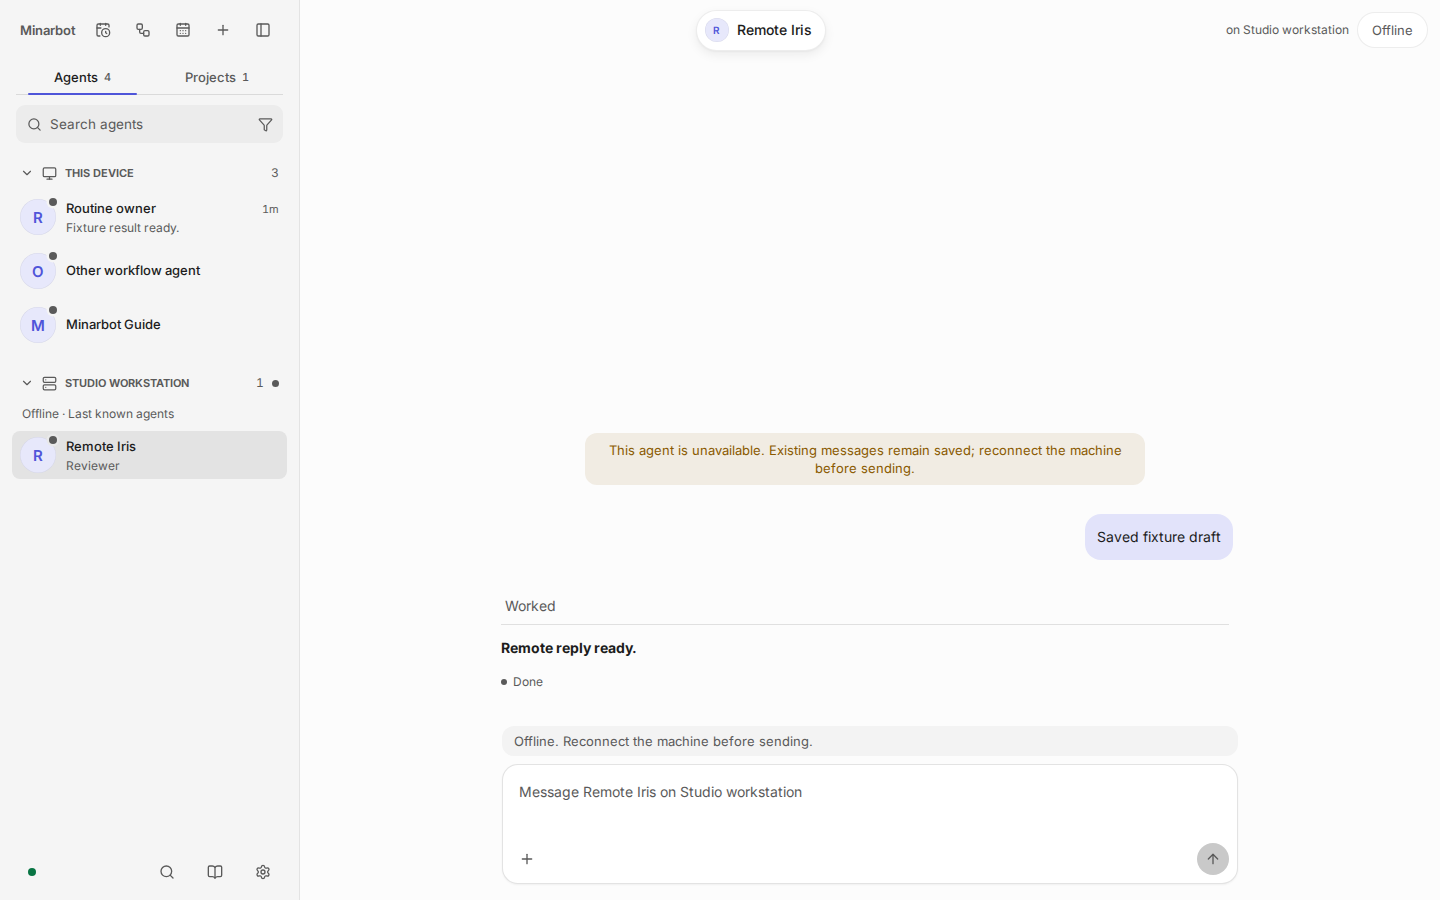 Minarbot
Agents 4
Projects 1
Search agents
THIS DEVICE 3
R
Routine owner 1m
Fixture result ready.
O
Other workflow agent
M
Minarbot Guide
STUDIO WORKSTATION 1
Offline · Last known agents
R
Remote Iris
Reviewer
R Remote Iris
on Studio workstation
Offline
This agent is unavailable. Existing messages remain saved; reconnect the machine
before sending.
Saved fixture draft
Worked
Remote reply ready.
Done
Offline. Reconnect the machine before sending.
Message Remote Iris on Studio workstation